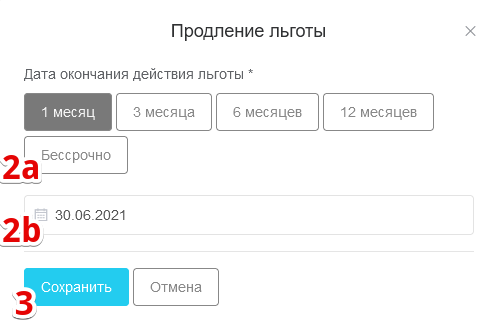 Продление льготы
Дата окончания действия льготы *
1 месяц 3 месяца 6 месяцев 12 месяцев
Бессрочно
2a
30.06.2021
2b
Сохранить Отмена
3